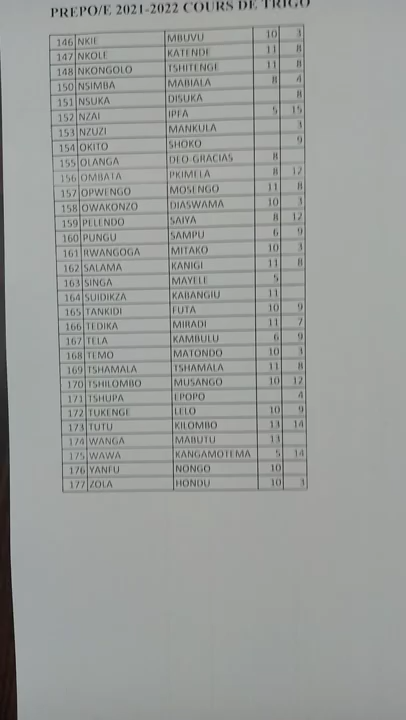 PREPO/E 2021-2022 COURS DE TRIGO
146 NKIE MBUVU 10 3
147 NKOLE KATENDE 11 8
148 NKONGOLO TSHITENGE 11 8
150 NSIMBA MABIALA 8 4
151 NSUKA DISUKA 8
152 NZAI IPFA 5 15
153 NZUZI MANKULA 3
154 OKITO SHOKO 9
155 OLANGA DEO-GRACIAS 8
156 OMBATA PKIMELA 8 12
157 OPWENGO MOSENGO 11 8
158 OWAKONZO DIASWAMA 10 3
159 PELENDO SAIYA 8 12
160 PUNGU SAMPU 6 9
161 RWANGOGA MITAKO 10 3
162 SALAMA KANIGI 11 8
163 SINGA MAYELE 5
164 SUIDIKZA KABANGIU 11
165 TANKIDI FUTA 10 9
166 TEDIKA MIRADI 11 7
167 TELA KAMBULU 6 9
168 TEMO MATONDO 10 3
169 TSHAMALA TSHAMALA 11 8
170 TSHILOMBO MUSANGO 10 12
171 TSHUPA EPOPO 4
172 TUKENGE LELO 10 9
173 TUTU KILOMBO 13 14
174 WANGA MABUTU 13
175 WAWA KANGAMOTEMA 5 14
176 YANFU NONGO 10
177 ZOLA HONDU 10 3